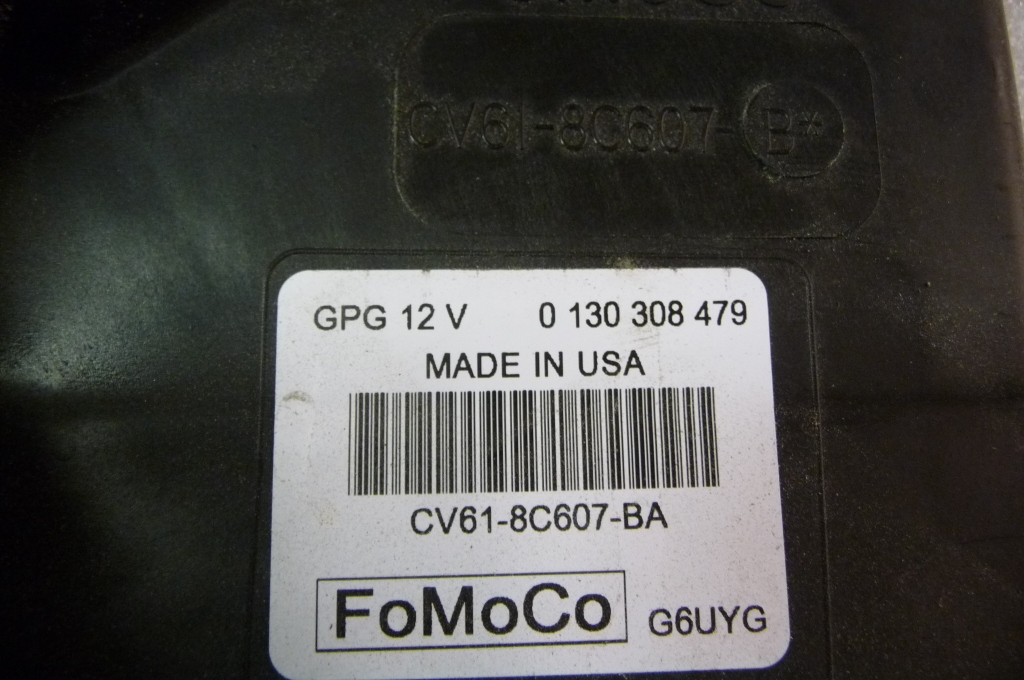 CV61-8C607-B*
GPG 12 V 0 130 308 479
MADE IN USA
CV61-8C607-BA
FoMoCo G6UYG